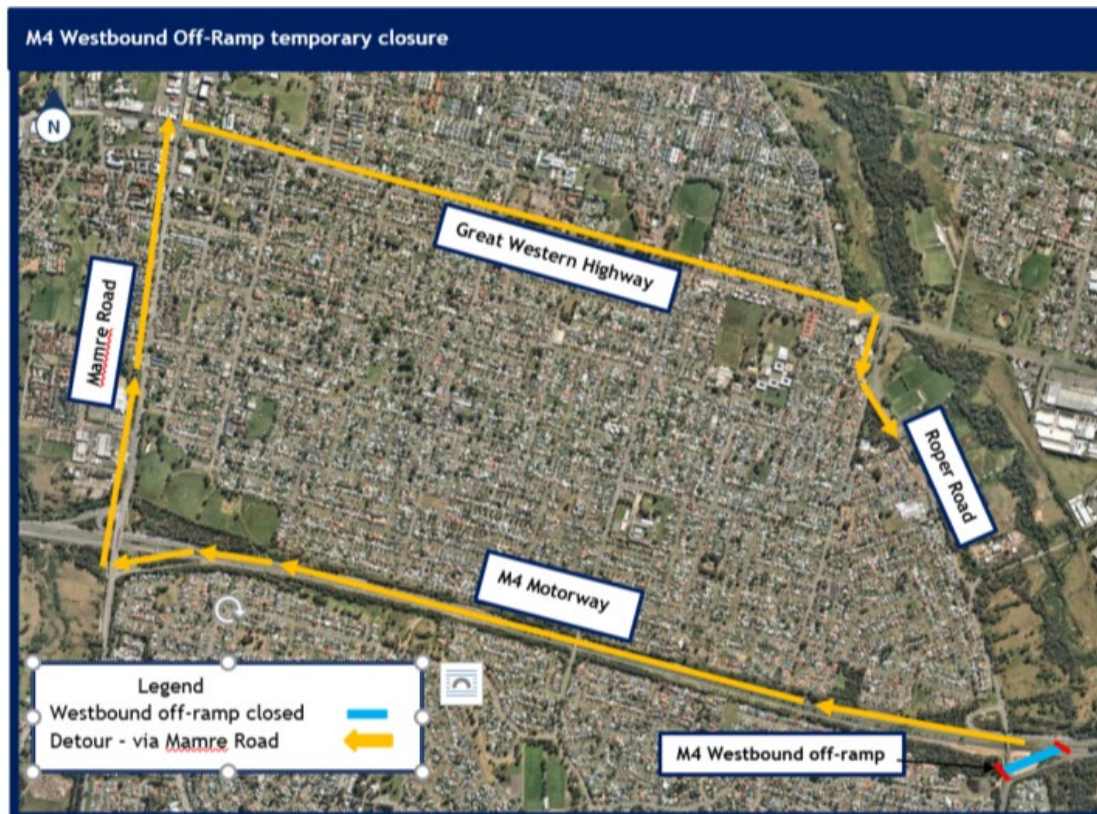 M4 Westbound Off-Ramp temporary closure
N
Great Western Highway
Mamre Road
Roper Road
M4 Motorway
Legend
Westbound off-ramp closed
Detour - via Mamre Road
M4 Westbound off-ramp